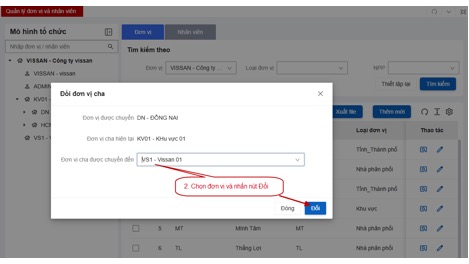 Quản lý đơn vị và nhân viên
Mô hình tổ chức
Nhập đơn vị / nhân viên
VISSAN - Công ty vissan
VISSAN - vissan
ADMIN
KV01 -
DN -
HCM
VS1 -
Đơn vị
Nhân viên
Tìm kiếm theo
Đơn vị
VISSAN - Công ty ...
Loại đơn vị
NPP
Thiết lập lại
Tìm kiếm
Xuất file
Thêm mới
Loại đơn vị
Thao tác
Tỉnh_Thành phố
Nhà phân phối
Tỉnh_Thành phố
Khu vực
5 MT Minh Tâm MT Nhà phân phối
6 TL Thắng Lợi TL Nhà phân phối
Đổi đơn vị cha
Đơn vị được chuyển DN - ĐỒNG NAI
Đơn vị cha hiện tại KV01 - KHu vực 01
Đơn vị cha được chuyển đến VS1 - Vissan 01
2. Chọn đơn vị và nhấn nút Đổi
Đóng
Đổi